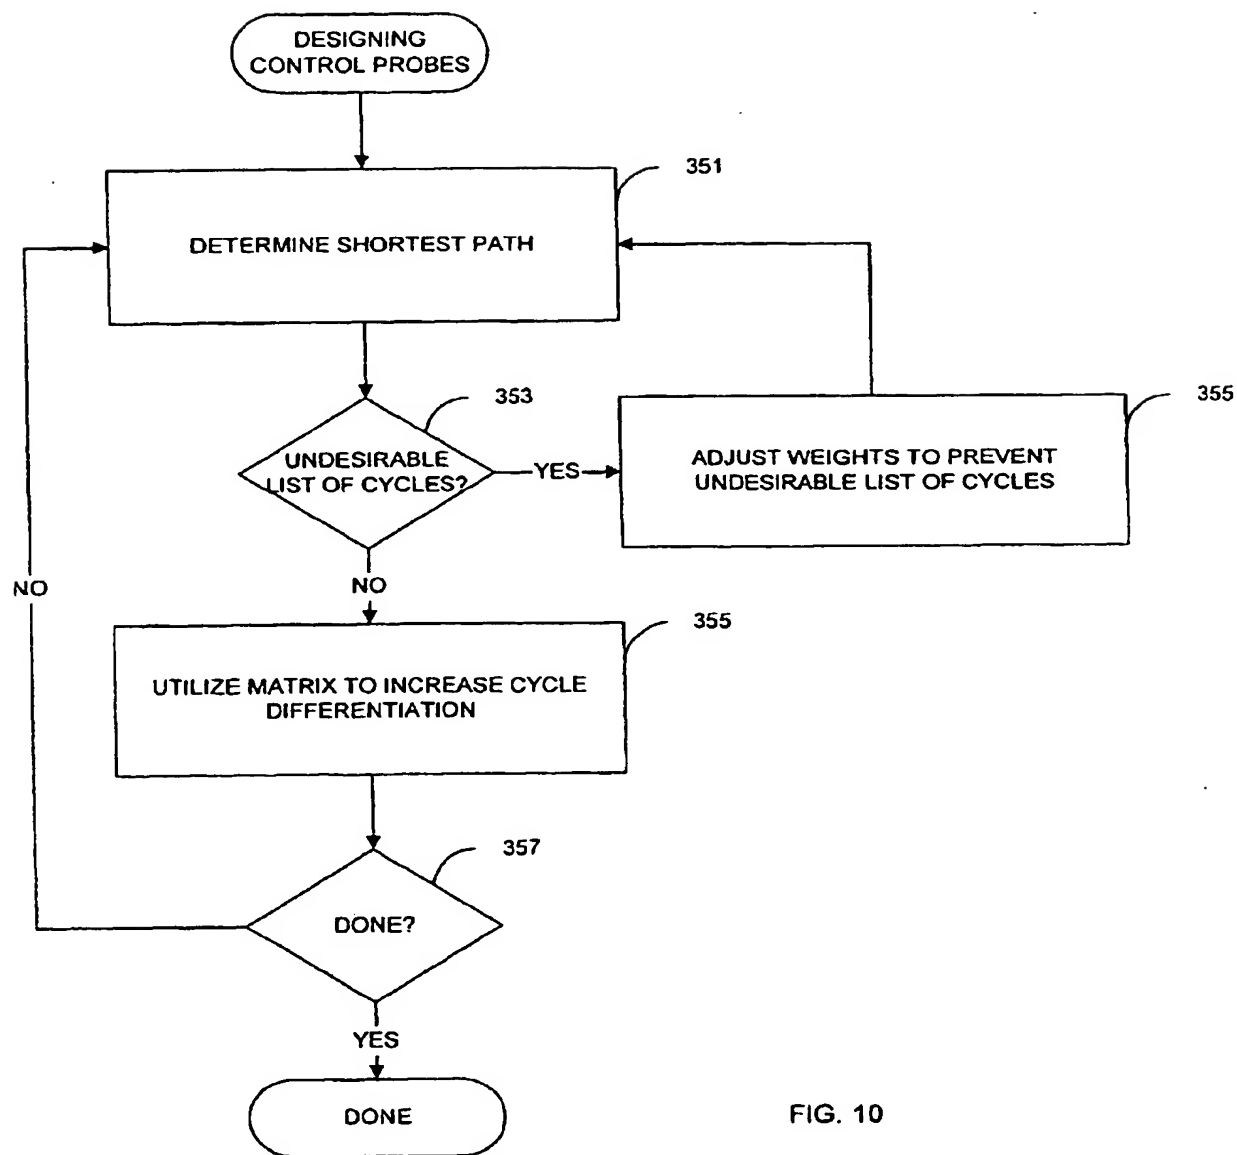 DESIGNING
CONTROL PROBES
351
DETERMINE SHORTEST PATH
353
UNDESIRABLE
LIST OF CYCLES?
YES
355
ADJUST WEIGHTS TO PREVENT
UNDESIRABLE LIST OF CYCLES
NO
NO
355
UTILIZE MATRIX TO INCREASE CYCLE
DIFFERENTIATION
357
DONE?
YES
DONE
FIG. 10